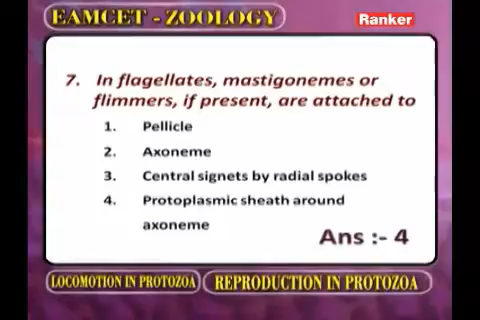 EAMCET - ZOOLOGY
Ranker
7. In flagellates, mastigonemes or
flimmers, if present, are attached to
1. Pellicle
2. Axoneme
3. Central signets by radial spokes
4. Protoplasmic sheath around
axoneme
Ans :- 4
LOCOMOTION IN PROTOZOA
REPRODUCTION IN PROTOZOA